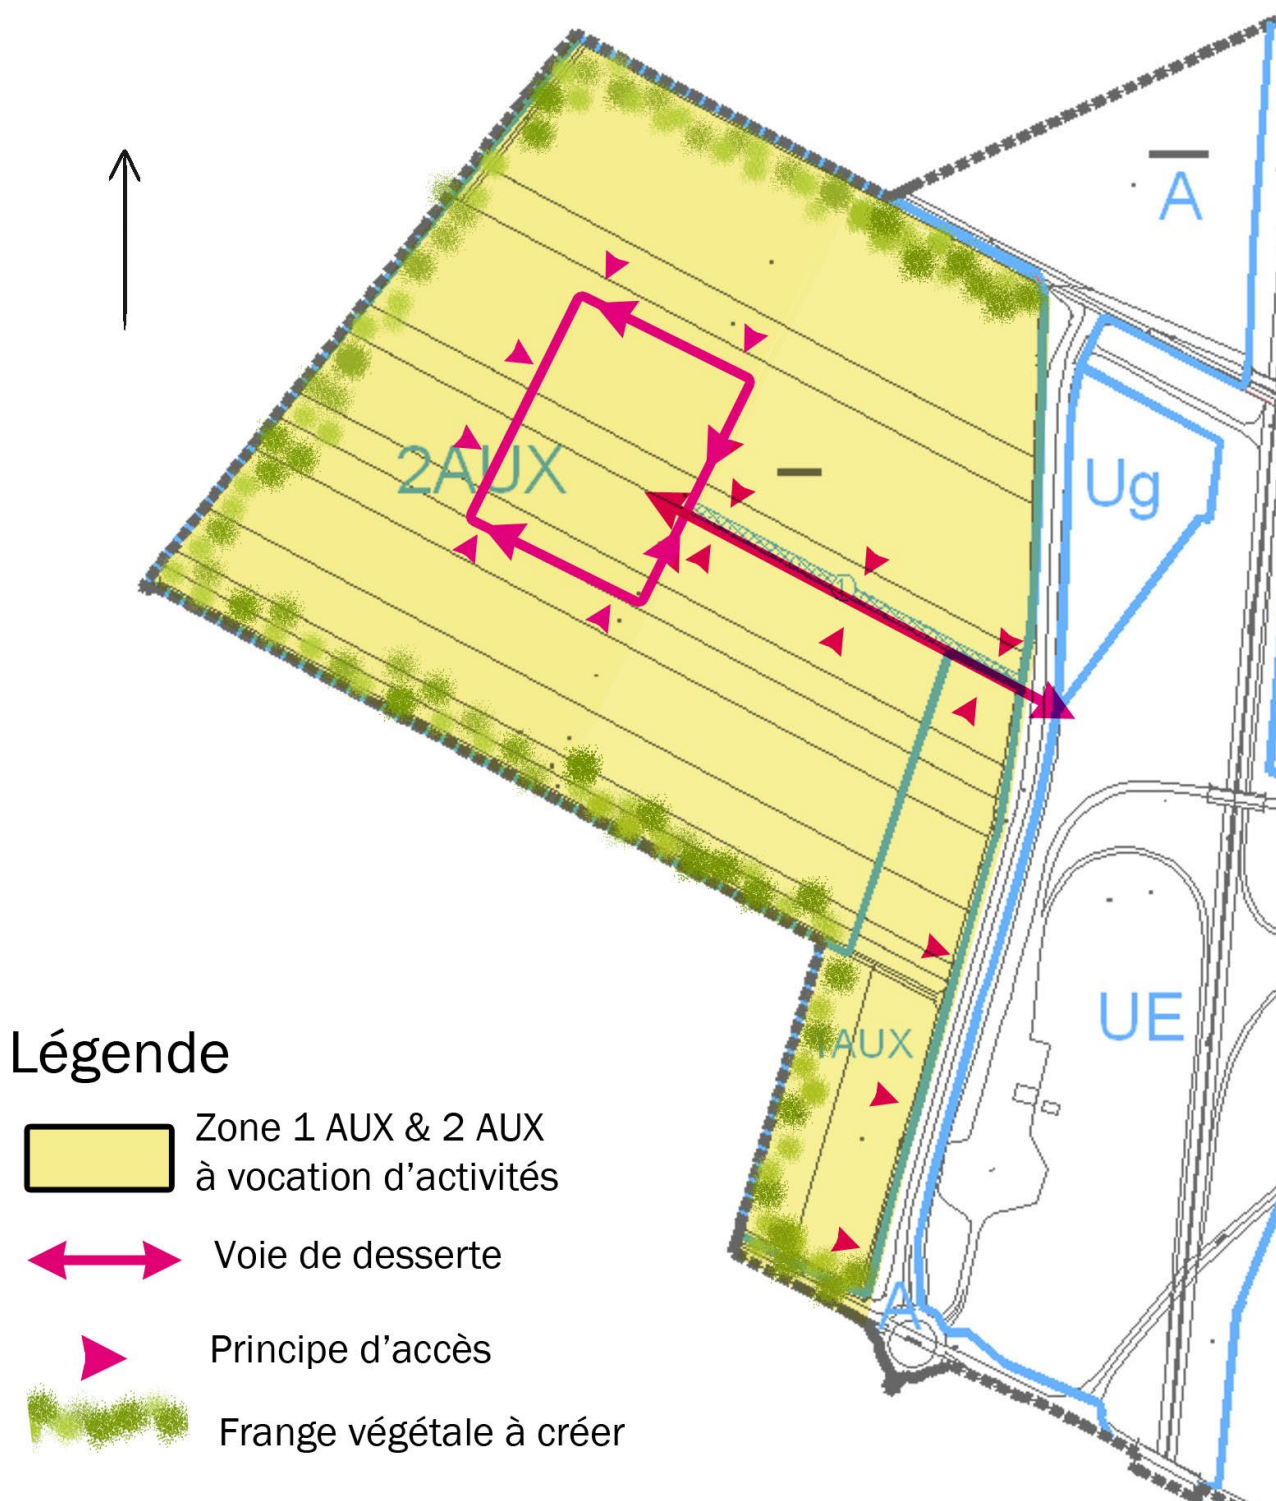 A
2AUX
Ug
1
UE
1AUX
A
Légende
Zone 1 AUX & 2 AUX
à vocation d'activités
Voie de desserte
Principe d'accès
Frange végétale à créer